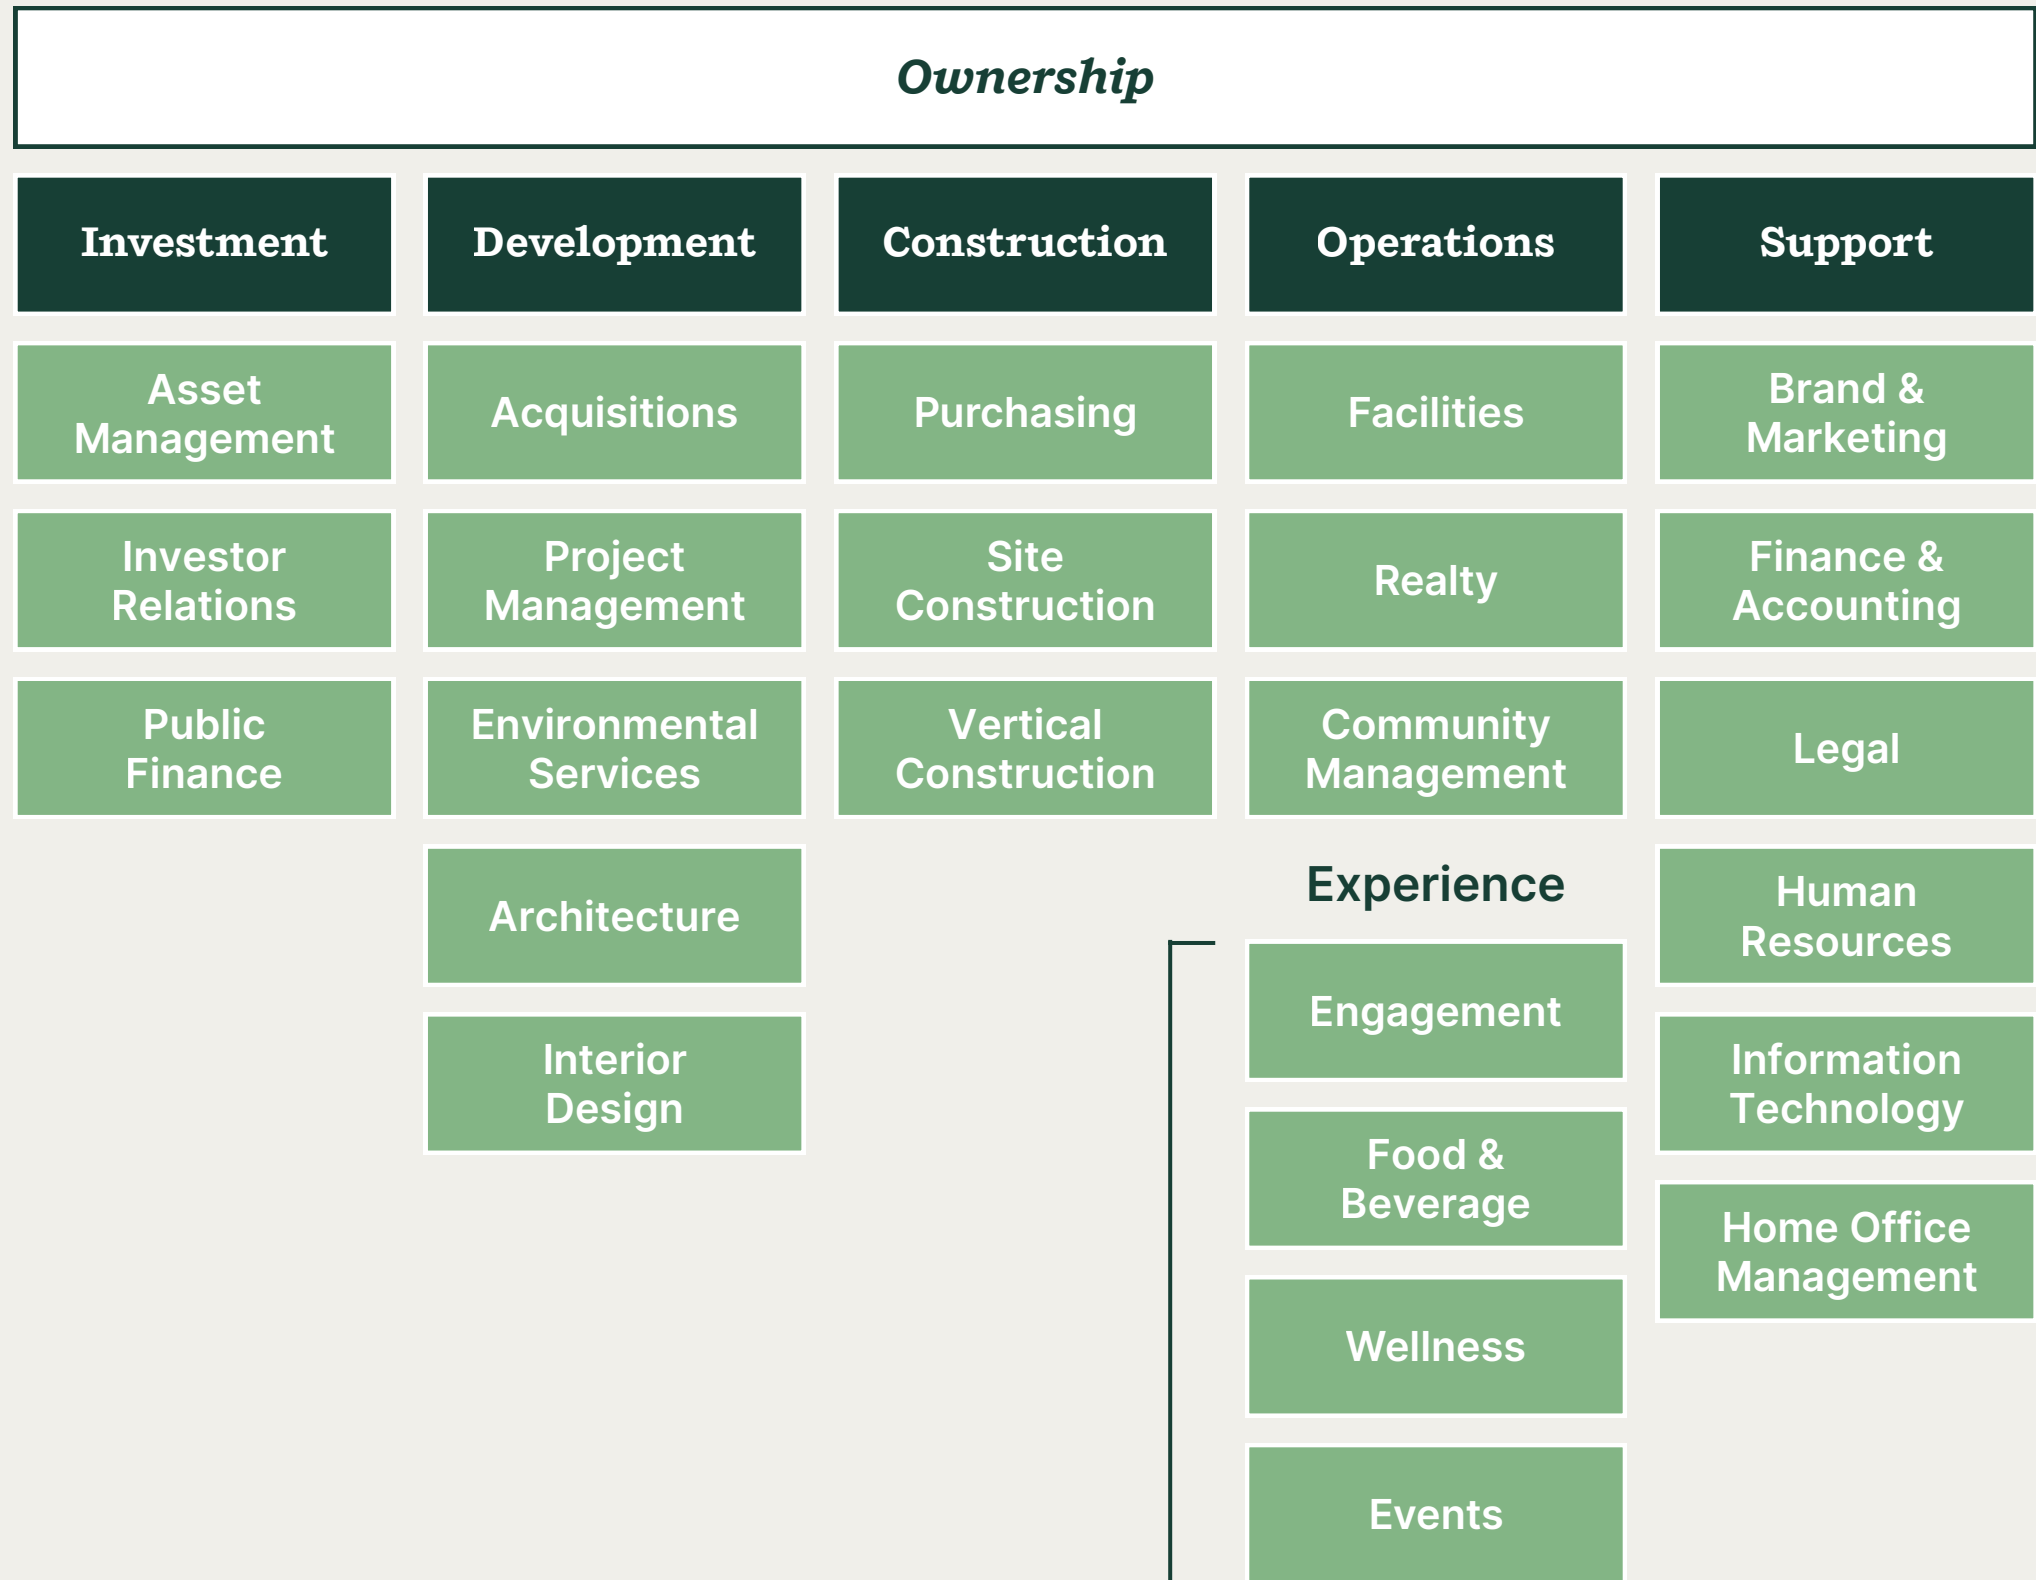 Ownership
Investment
Asset
Management
Investor
Relations
Public
Finance
Development
Acquisitions
Project
Management
Environmental
Services
Architecture
Interior
Design
Construction
Purchasing
Site
Construction
Vertical
Construction
Operations
Facilities
Realty
Community
Management
Experience
Engagement
Food &
Beverage
Wellness
Events
Support
Brand &
Marketing
Finance &
Accounting
Legal
Human
Resources
Information
Technology
Home Office
Management